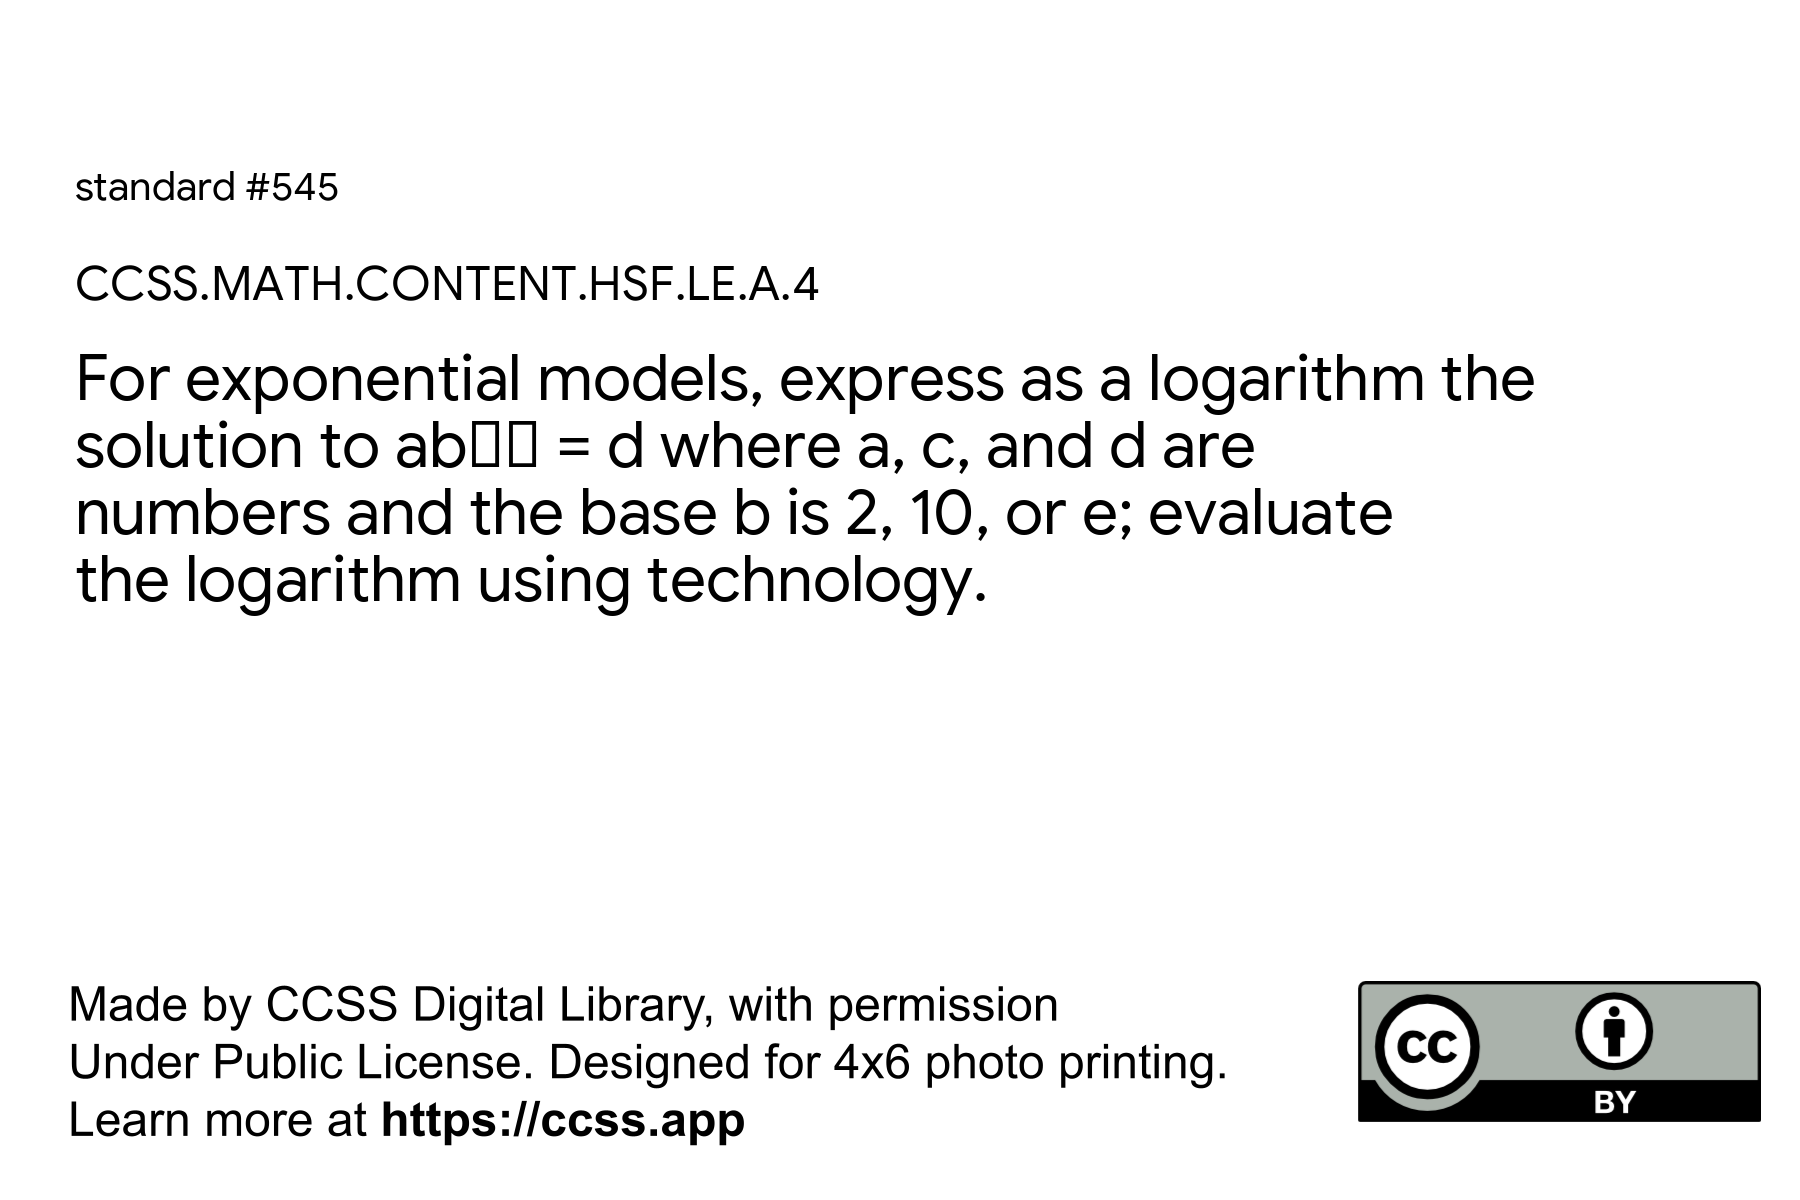 standard #545
CCSS.MATH.CONTENT.HSF.LE.A.4
For exponential models, express as a logarithm the
solution to ab▯▯ = d where a, c, and d are
numbers and the base b is 2, 10, or e; evaluate
the logarithm using technology.
Made by CCSS Digital Library, with permission
Under Public License. Designed for 4x6 photo printing.
Learn more at https://ccss.app
cc
BY